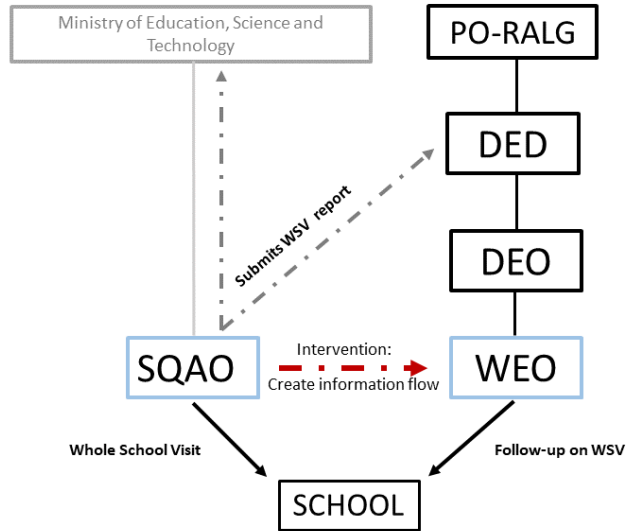 Ministry of Education, Science and
Technology
PO-RALG
DED
Submits WSV report
DEO
SQAO
Intervention:
Create information flow
WEO
Whole School Visit
Follow-up on WSV
SCHOOL